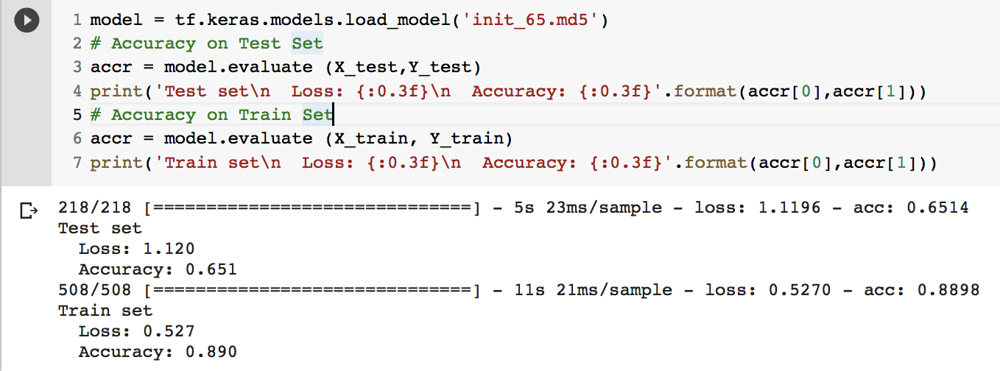 1 model = tf.keras.models.load_model('init_65.md5')
2 # Accuracy on Test Set
3 accr = model.evaluate (X_test,Y_test)
4 print('Test set\n  Loss: {:0.3f}\n  Accuracy: {:0.3f}'.format(accr[0],accr[1]))
5 # Accuracy on Train Set
6 accr = model.evaluate (X_train, Y_train)
7 print('Train set\n  Loss: {:0.3f}\n  Accuracy: {:0.3f}'.format(accr[0],accr[1]))
218/218 [==============================] - 5s 23ms/sample - loss: 1.1196 - acc: 0.6514
Test set
  Loss: 1.120
  Accuracy: 0.651
508/508 [==============================] - 11s 21ms/sample - loss: 0.5270 - acc: 0.8898
Train set
  Loss: 0.527
  Accuracy: 0.890